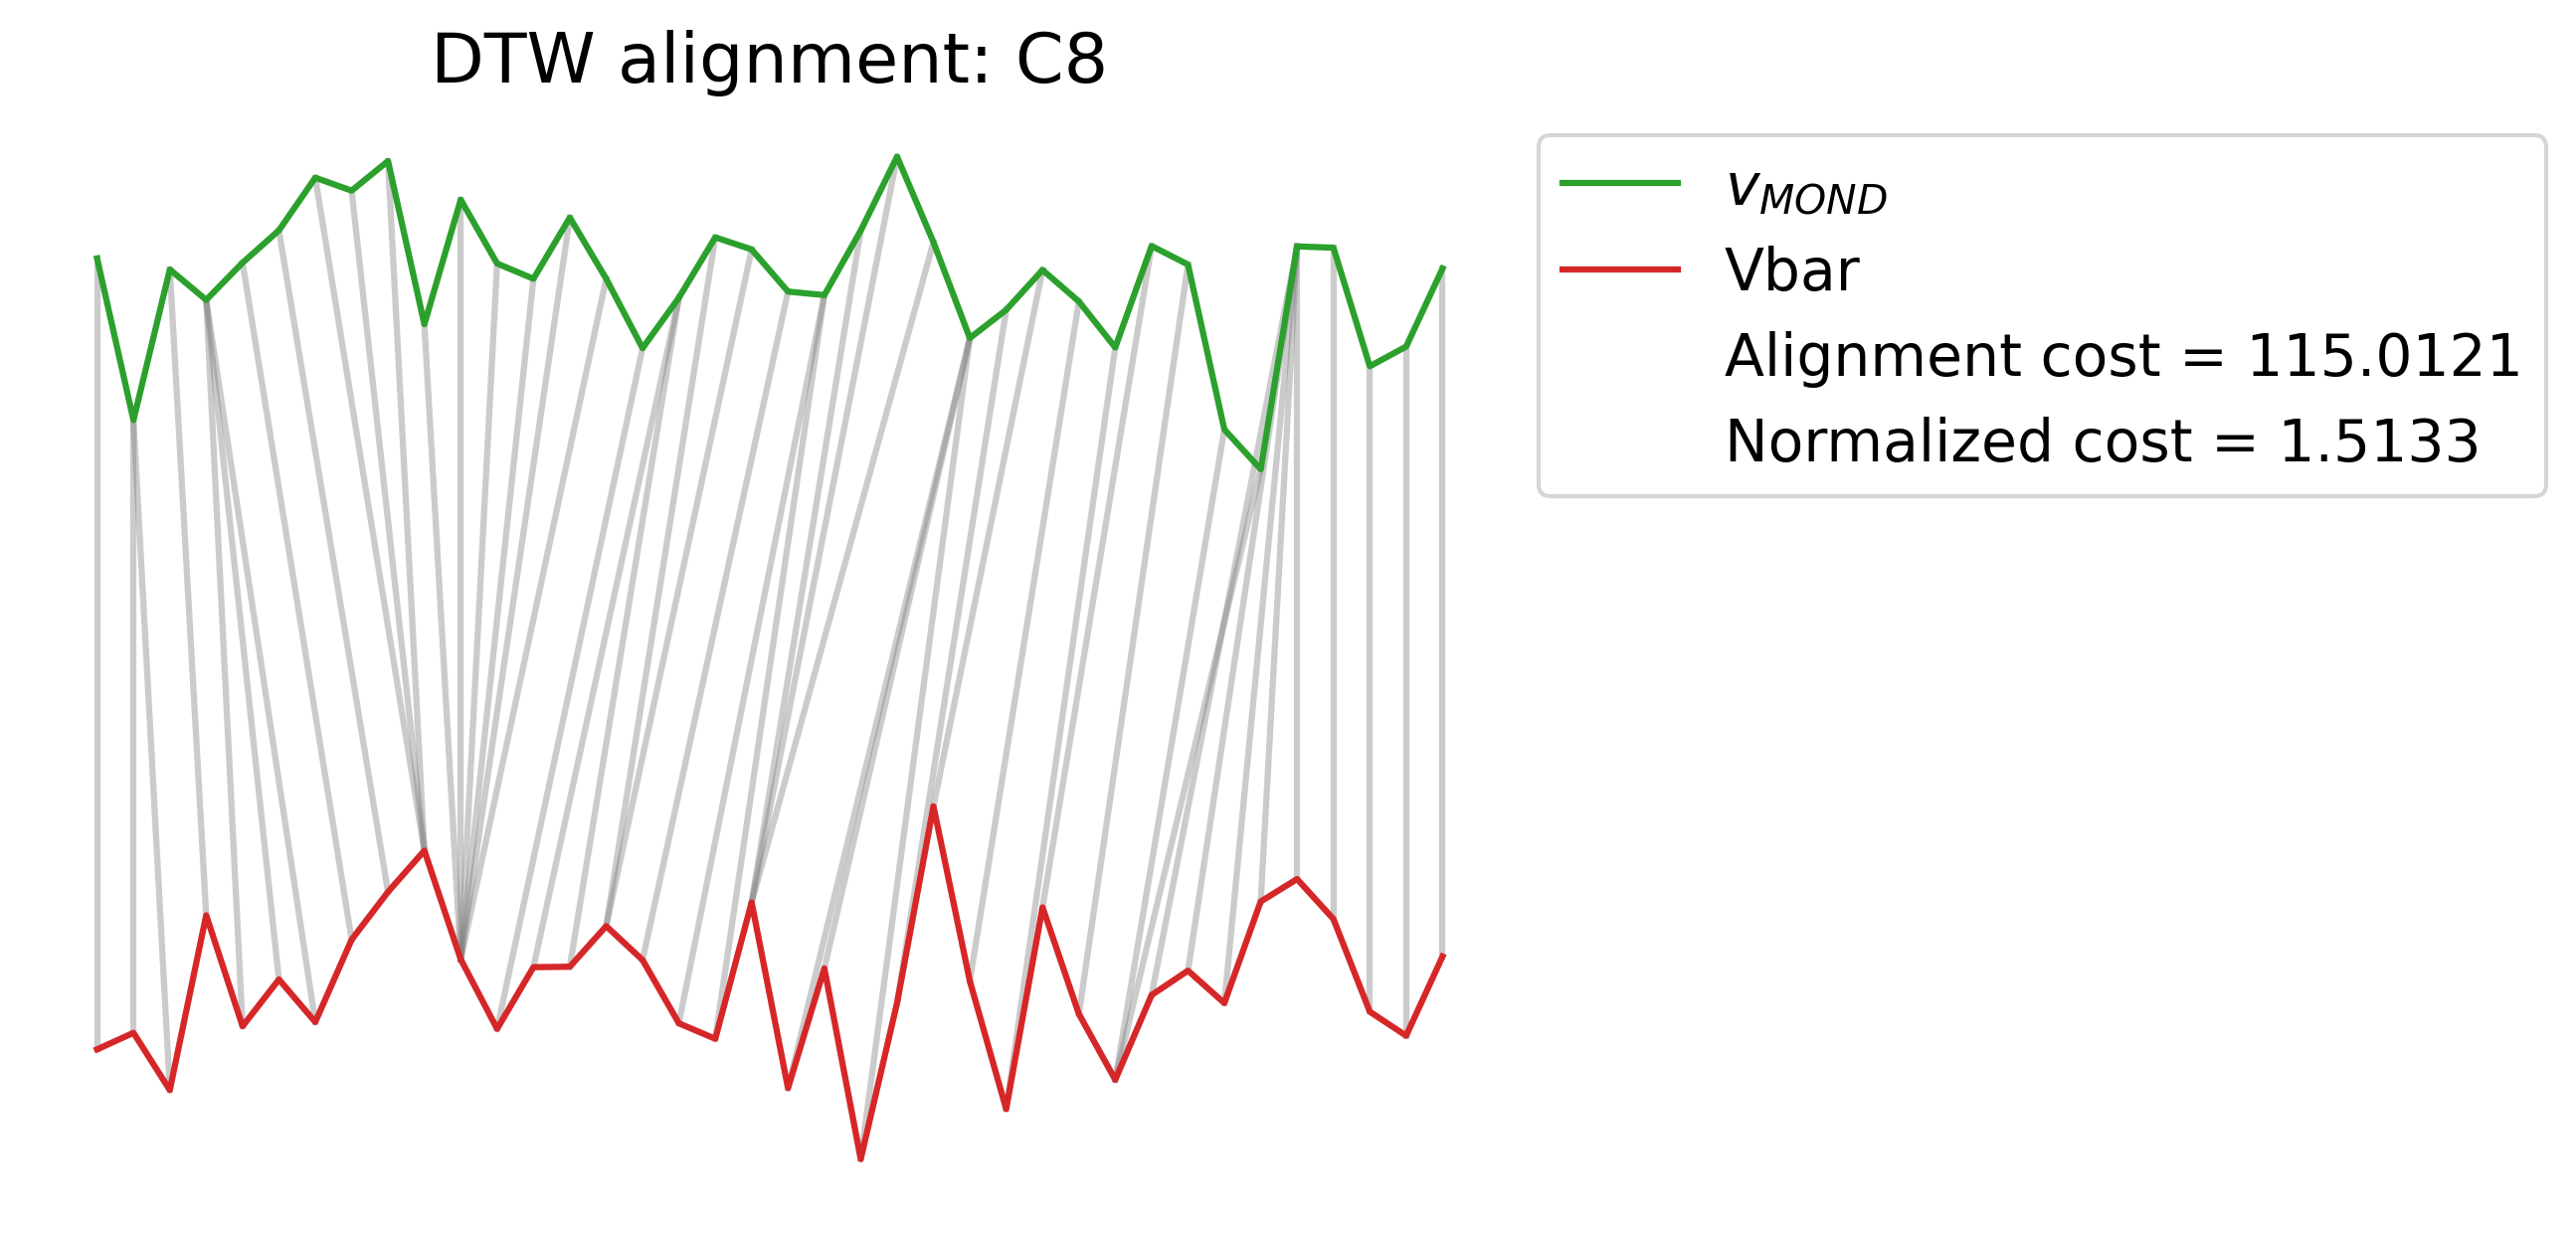 DTW alignment: C8
v_MOND
Vbar
Alignment cost = 115.0121
Normalized cost = 1.5133